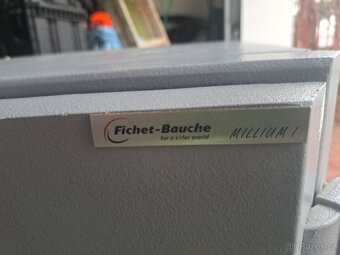 Fichet-Bauche
for a safer world
MILLIUM I